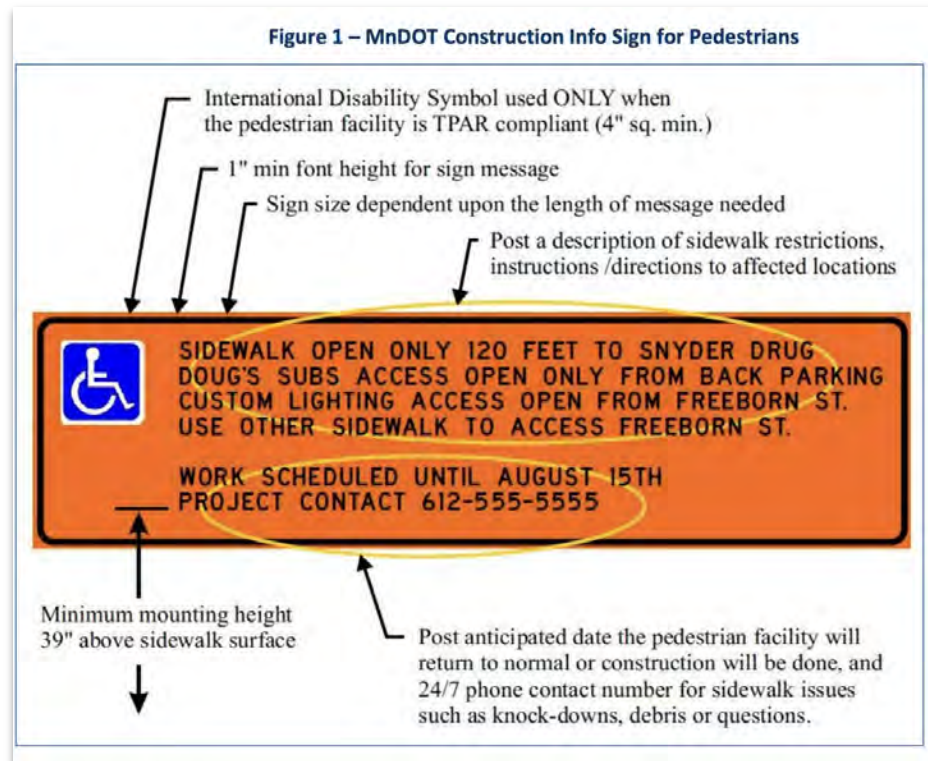 Figure 1 – MnDOT Construction Info Sign for Pedestrians
International Disability Symbol used ONLY when
the pedestrian facility is TPAR compliant (4" sq. min.)
1" min font height for sign message
Sign size dependent upon the length of message needed
Post a description of sidewalk restrictions,
instructions /directions to affected locations
SIDEWALK OPEN ONLY 120 FEET TO SNYDER DRUG
DOUG'S SUBS ACCESS OPEN ONLY FROM BACK PARKING
CUSTOM LIGHTING ACCESS OPEN FROM FREEBORN ST.
USE OTHER SIDEWALK TO ACCESS FREEBORN ST.
WORK SCHEDULED UNTIL AUGUST 15TH
PROJECT CONTACT 612-555-5555
Minimum mounting height
39" above sidewalk surface
Post anticipated date the pedestrian facility will
return to normal or construction will be done, and
24/7 phone contact number for sidewalk issues
such as knock-downs, debris or questions.